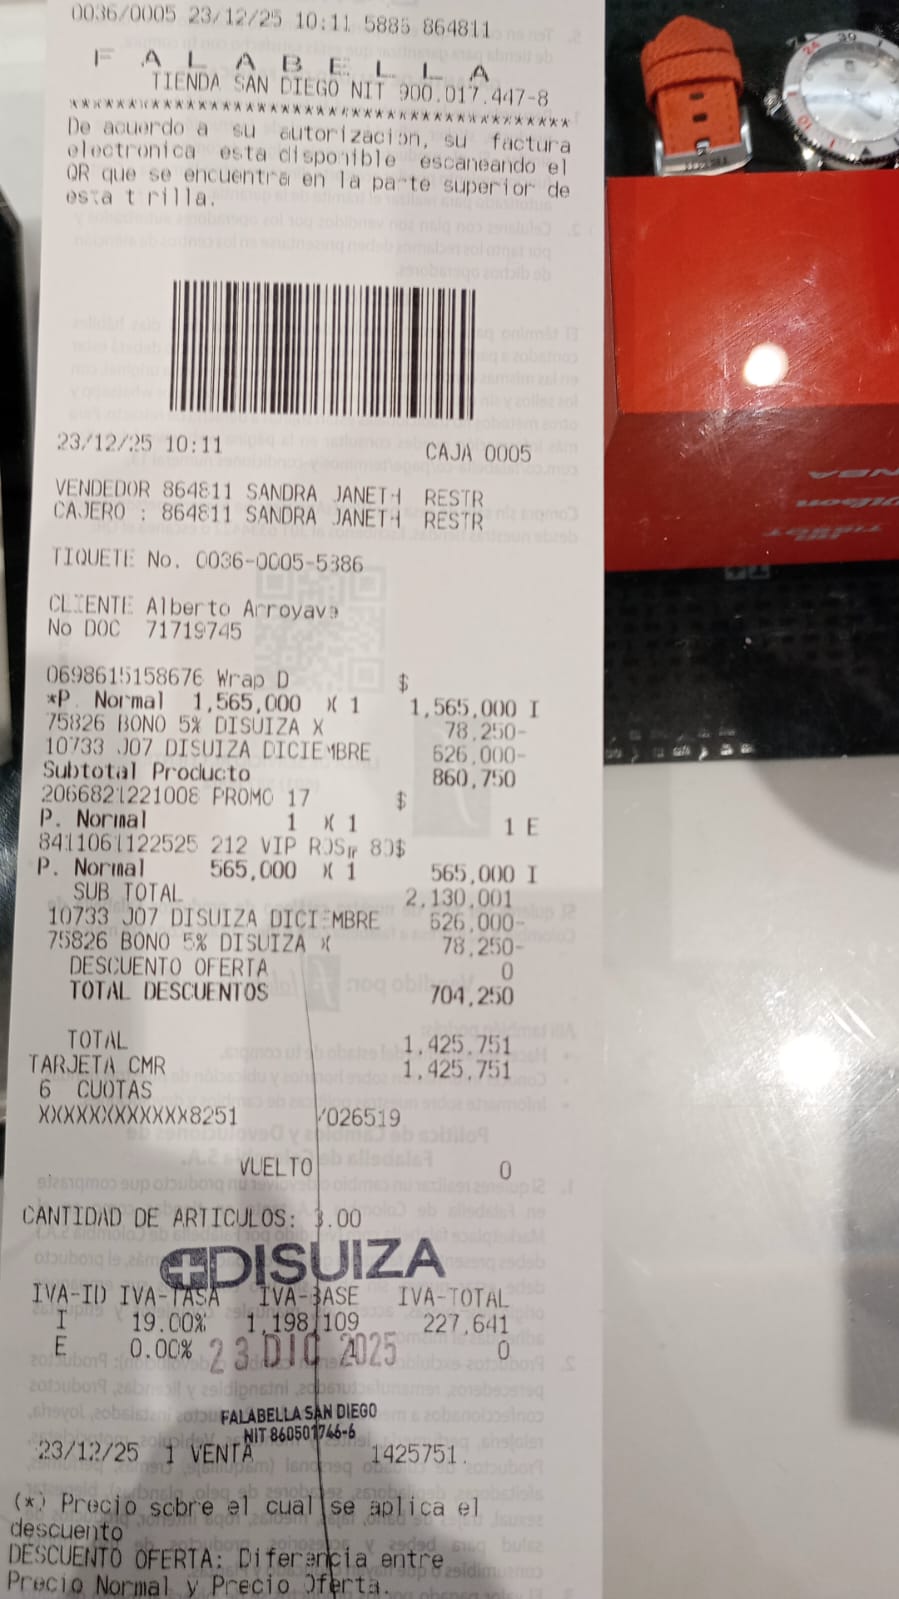 0036/0005 23/12/25 10:11 5885 864811
F A L A B E L L A
TIENDA SAN DIEGO NIT 900.017.447-8
****************************************
De acuerdo a su autorizacion, su factura
electronica esta disponible escaneando el
QR que se encuentra en la parte superior de
esta tirilla.
23/12/25 10:11 CAJA 0005
VENDEDOR 864811 SANDRA JANETH RESTR
CAJERO : 864811 SANDRA JANETH RESTR
TIQUETE No. 0036-0005-5886
CLIENTE Alberto Arroyave
No DOC 71719745
0698615158676 Wrap D $
*P. Normal 1,565,000 X 1 1,565,000 I
75826 BONO 5% DISUIZA X 78,250-
10733 J07 DISUIZA DICIEMBRE 626,000-
Subtotal Producto 860,750
2066821221008 PROMO 17 $
P. Normal 1 X 1 1 E
8411061122525 212 VIP ROS 80$
P. Normal 565,000 X 1 565,000 I
SUB TOTAL 2,130,001
10733 J07 DISUIZA DICIEMBRE 626,000-
75826 BONO 5% DISUIZA X 78,250-
DESCUENTO OFERTA 0
TOTAL DESCUENTOS 704,250
TOTAL 1,425,751
TARJETA CMR 1,425,751
6 CUOTAS
XXXXXXXXXXXX8251 /026519
VUELTO 0
CANTIDAD DE ARTICULOS: 3.00
DISUIZA
IVA-ID IVA-TASA IVA-BASE IVA-TOTAL
I 19.00% 1,198,109 227,641
E 0.00% 1 0
23 DIC 2025
FALABELLA SAN DIEGO
NIT 860501746-6
23/12/25 1 VENTA 1425751.
(*) Precio sobre el cual se aplica el
descuento
DESCUENTO OFERTA: Diferencia entre
Precio Normal y Precio Oferta.